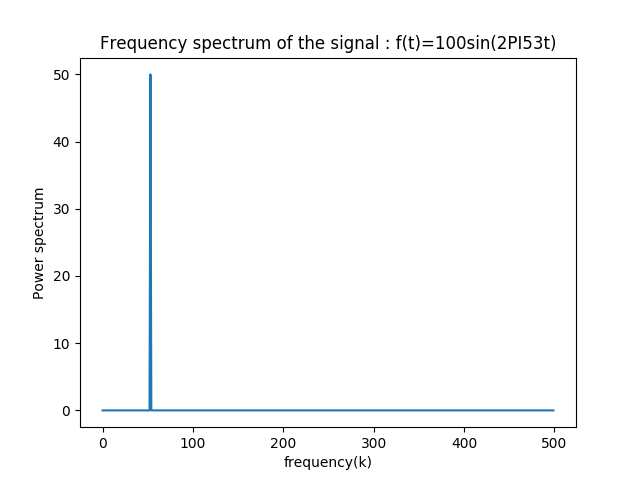 Frequency spectrum of the signal : f(t)=100sin(2PI53t)
50
40
30
20
10
0
Power spectrum
0 100 200 300 400 500
frequency(k)